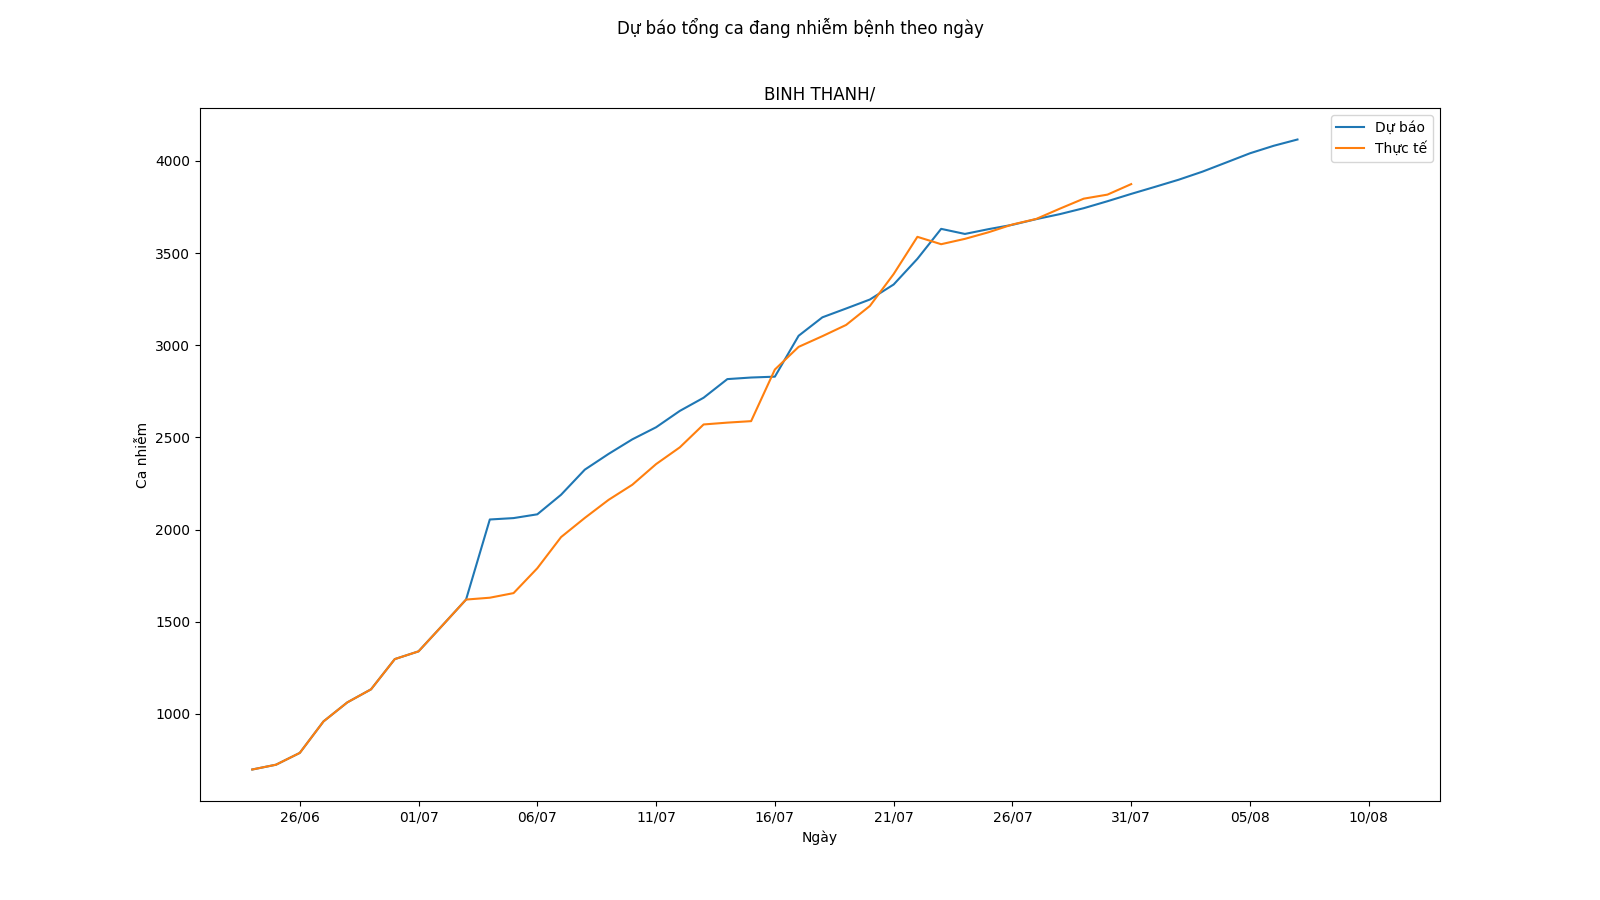 Dự báo tổng ca đang nhiễm bệnh theo ngày
BINH THANH/
Dự báo
Thực tế
4000
3500
3000
2500
2000
1500
1000
Ca nhiễm
26/06
01/07
06/07
11/07
16/07
21/07
26/07
31/07
05/08
10/08
Ngày